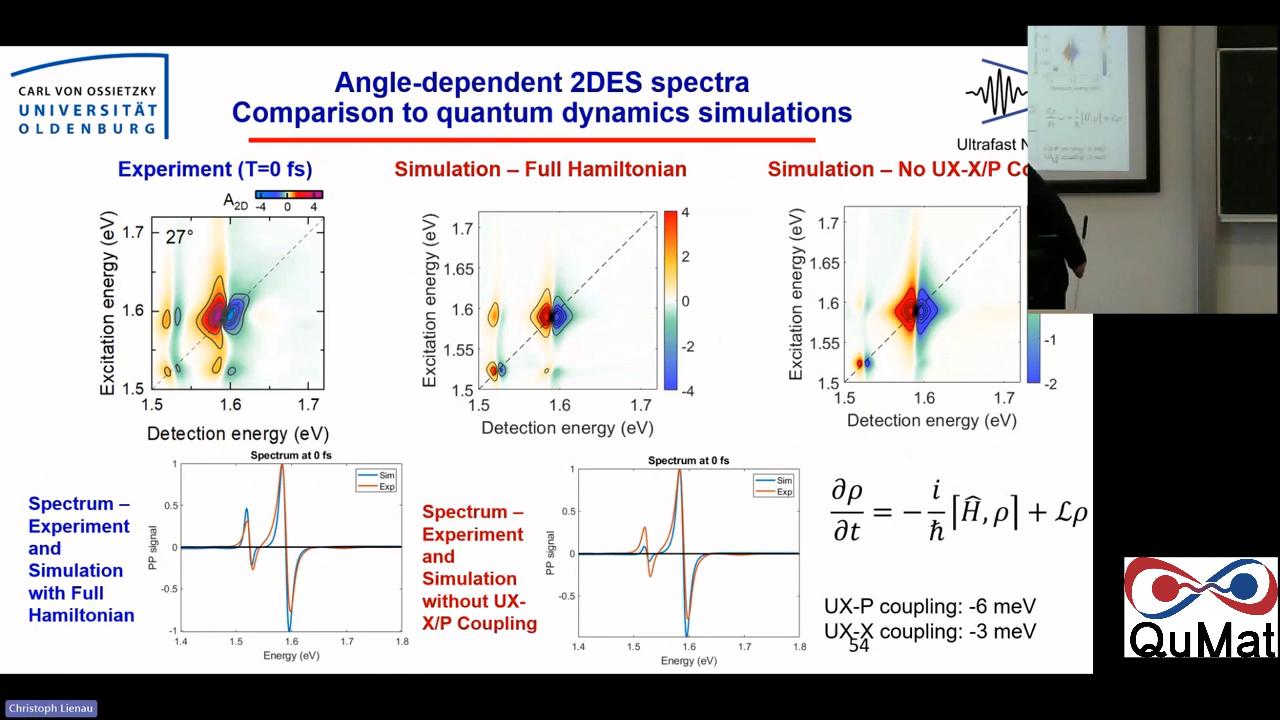 CARL VON OSSIETZKY
UNIVERSITÄT
OLDENBURG
Angle-dependent 2DES spectra
Comparison to quantum dynamics simulations
Ultrafast N
Experiment (T=0 fs)
Simulation – Full Hamiltonian
Simulation – No UX-X/P Co
A2D
-4 0 4
27°
Excitation energy (eV)
1.7
1.6
1.5
1.5 1.6 1.7
Detection energy (eV)
Excitation energy (eV)
1.7
1.65
1.6
1.55
1.5
1.5 1.6 1.7
Detection energy (eV)
4
2
0
-2
-4
Excitation energy (eV)
1.7
1.65
1.6
1.55
1.5
1.5 1.6 1.7
Detection energy (eV)
-1
-2
Spectrum –
Experiment
and
Simulation
with Full
Hamiltonian
Spectrum at 0 fs
Sim
Exp
PP signal
1
0.5
0
-0.5
-1
1.4 1.5 1.6 1.7 1.8
Energy (eV)
Spectrum –
Experiment
and
Simulation
without UX-
X/P Coupling
Spectrum at 0 fs
Sim
Exp
PP signal
1
0.5
0
-0.5
1.4 1.5 1.6 1.7 1.8
Energy (eV)
∂ρ/∂t = −i/ħ [Ĥ, ρ] + ℒρ
UX-P coupling: -6 meV
UX-X coupling: -3 meV
54
QuMat
Christoph Lienau